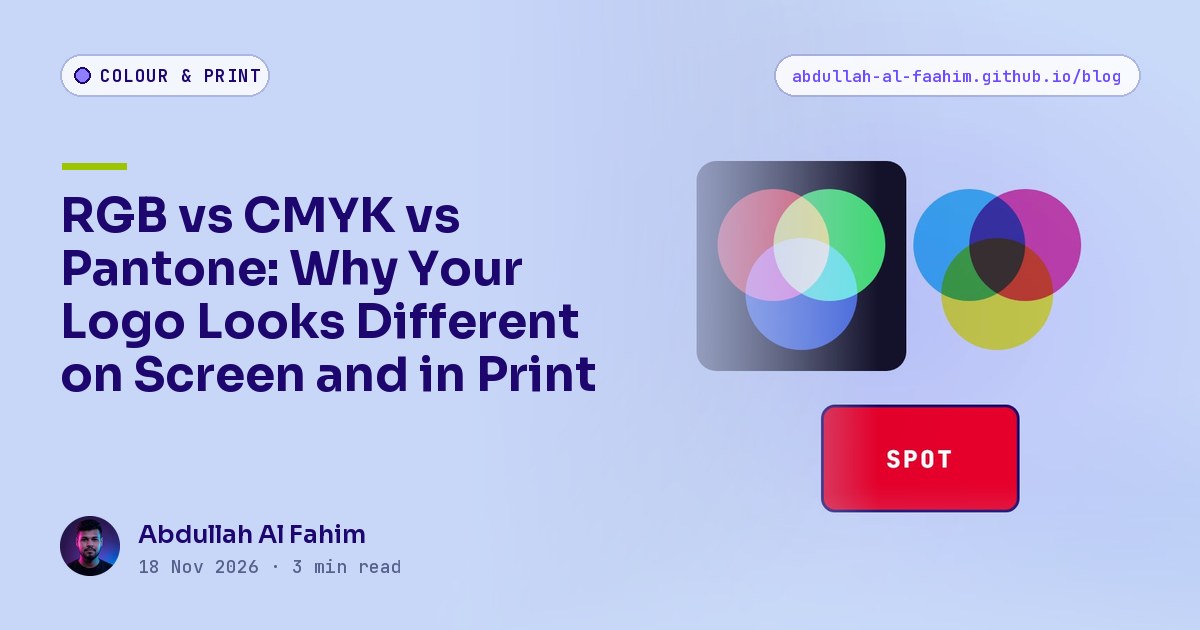 COLOUR & PRINT
abdullah-al-faahim.github.io/blog
RGB vs CMYK vs
Pantone: Why Your
Logo Looks Different
on Screen and in Print
SPOT
Abdullah Al Fahim
18 Nov 2026 · 3 min read